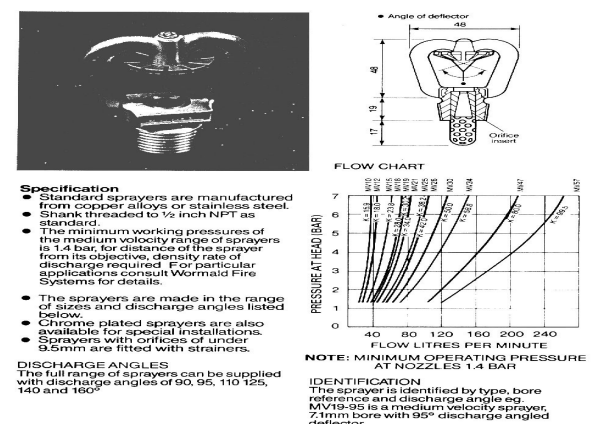 Angle of deflector
48
48
19
17
Orifice
insert
FLOW CHART
MV10
MV12
MV15
MV18
MV19
MV21
MV25
MV26
MV30
MV34
MV47
MV57
PRESSURE AT HEAD (BAR)
7
6
5
4
3
2
1
0
40
80
120
160
200
240
FLOW LITRES PER MINUTE
NOTE: MINIMUM OPERATING PRESSURE
AT NOZZLES 1.4 BAR
Specification
● Standard sprayers are manufactured
from copper alloys or stainless steel.
● Shank threaded to ½ inch NPT as
standard.
● The minimum working pressures of
the medium volocity range of sprayers
is 1.4 bar, for distance of the sprayer
from its objective, density rate of
discharge required For particular
applications consult Wormald Fire
Systems for details.
● The sprayers are made in the range
of sizes and discharge angles listed
below.
● Chrome plated sprayers are also
available for special installations.
● Sprayers with orifices of under
9.5mm are fitted with strainers.
DISCHARGE ANGLES
The full range of sprayers can be supplied
with discharge angles of 90, 95, 110 125,
140 and 160°
IDENTIFICATION
The sprayer is identified by type, bore
reference and discharge angle eg.
MV19-95 is a medium velocity sprayer,
7.1mm bore with 95° discharge angled
deflector